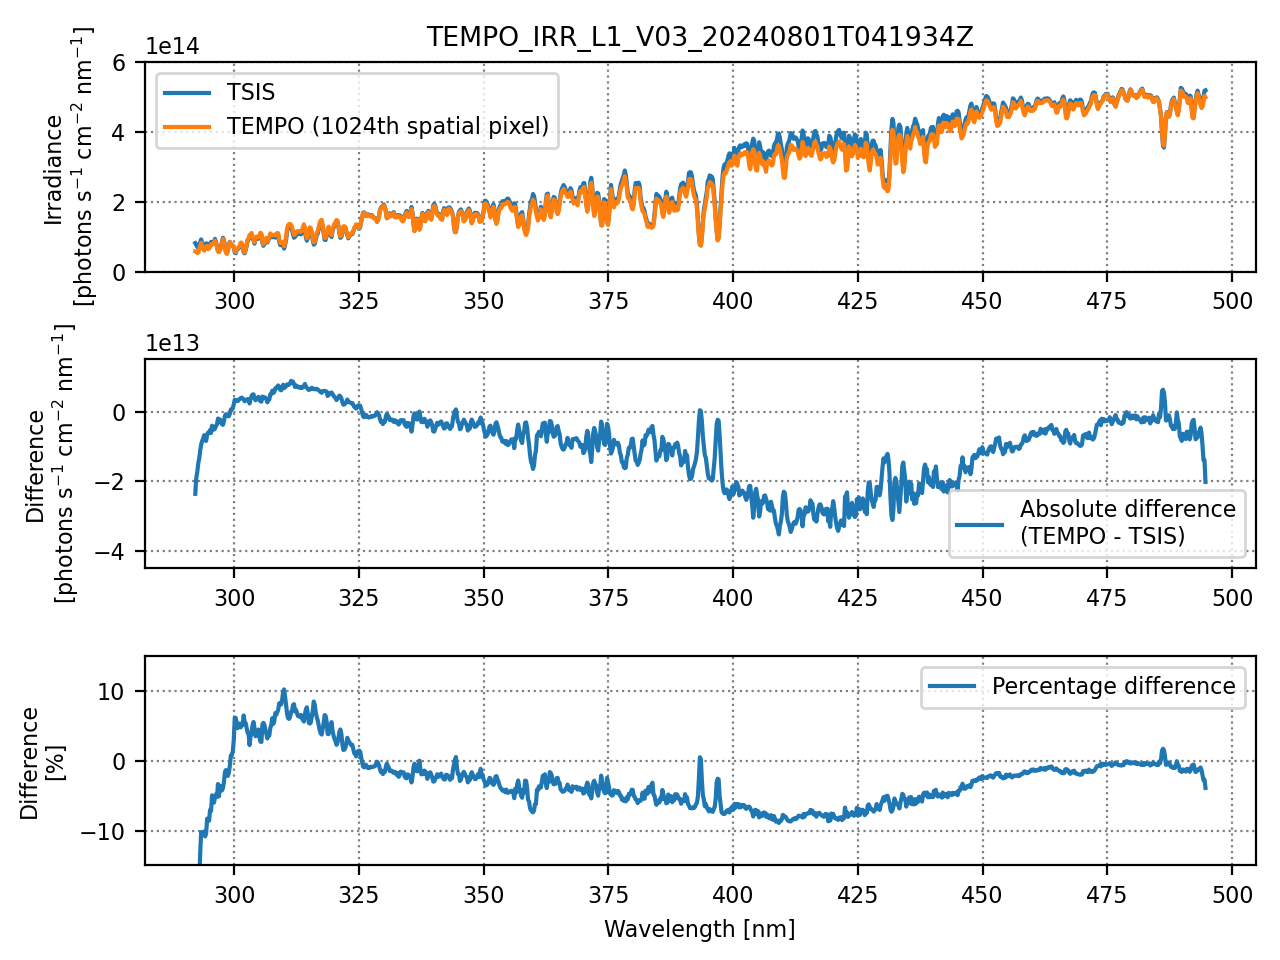 TEMPO_IRR_L1_V03_20240801T041934Z
1e14
6
4
2
0
Irradiance
[photons s⁻¹ cm⁻² nm⁻¹]
TSIS
TEMPO (1024th spatial pixel)
300 325 350 375 400 425 450 475 500
1e13
0
−2
−4
Difference
[photons s⁻¹ cm⁻² nm⁻¹]
Absolute difference
(TEMPO - TSIS)
300 325 350 375 400 425 450 475 500
10
0
−10
Difference
[%]
Percentage difference
300 325 350 375 400 425 450 475 500
Wavelength [nm]